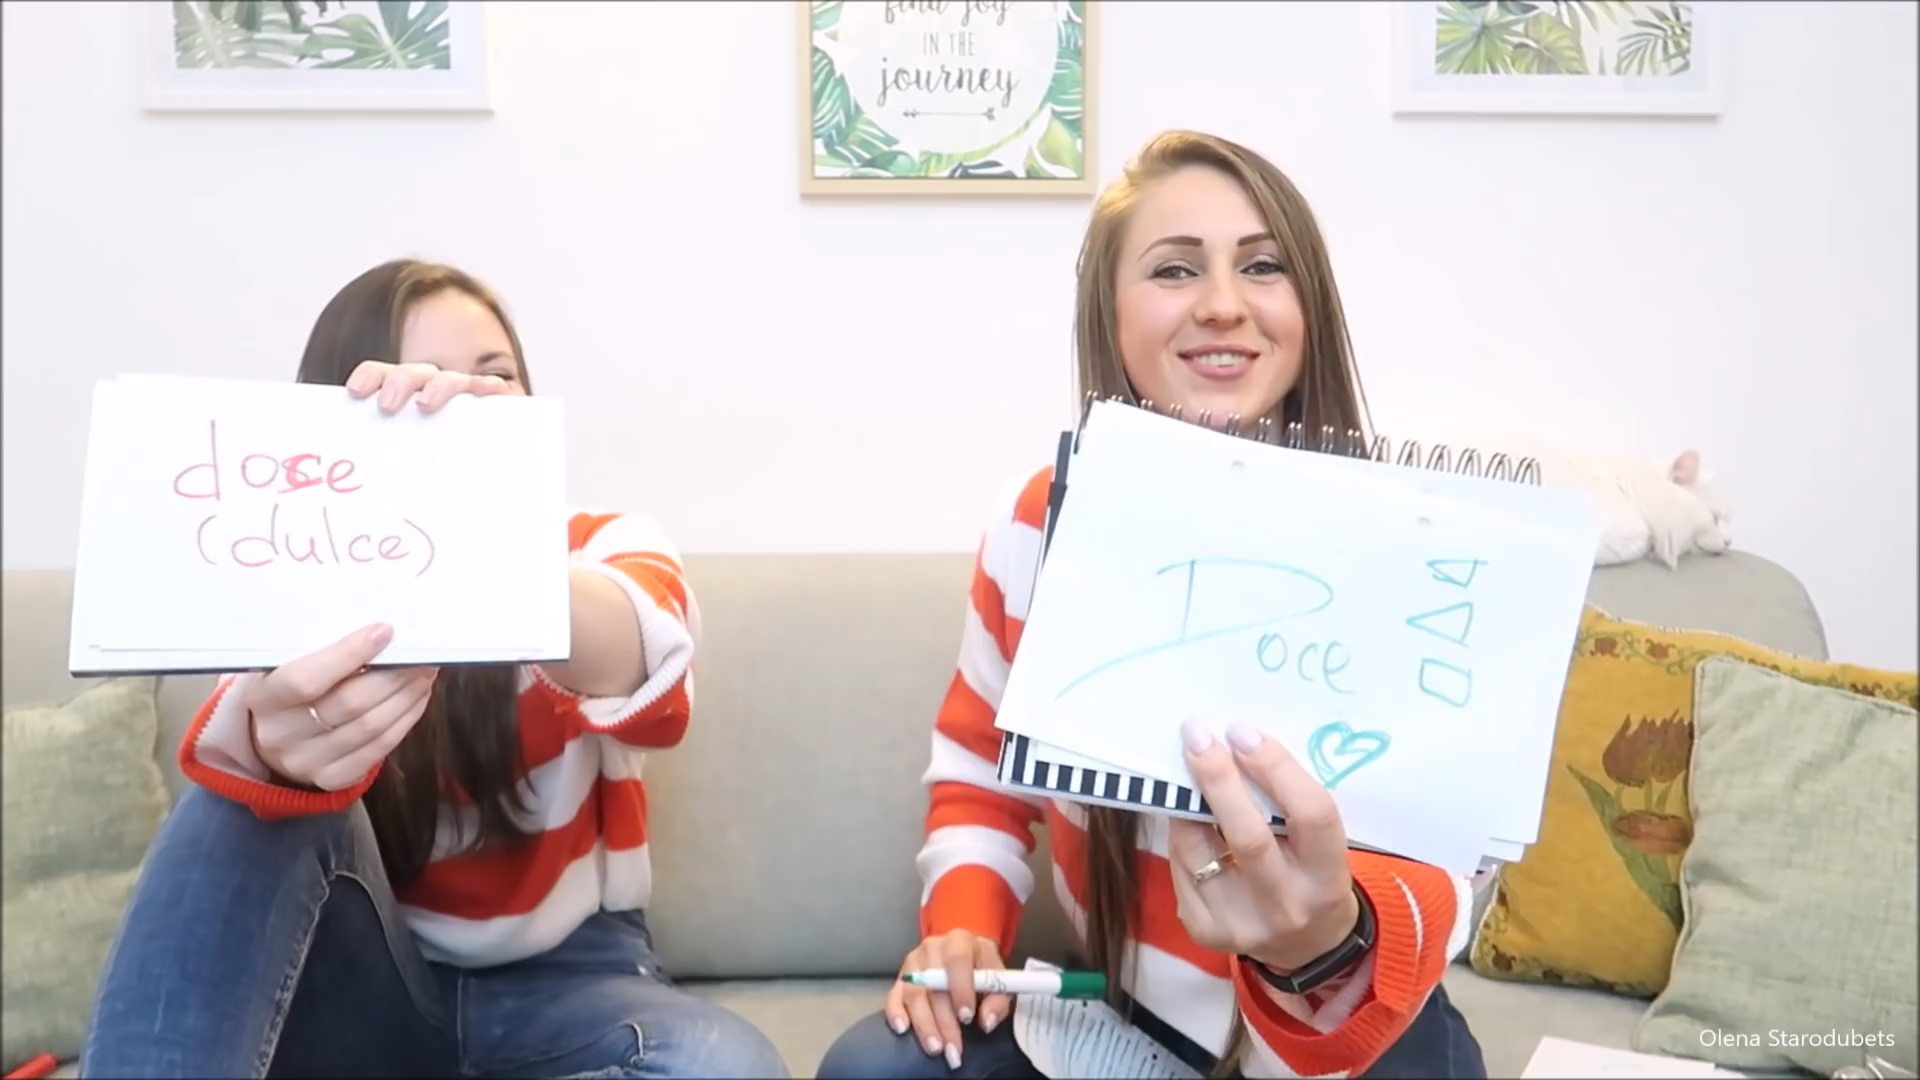 find joy
IN THE
journey
doce
(dulce)
Doce
Olena Starodubets